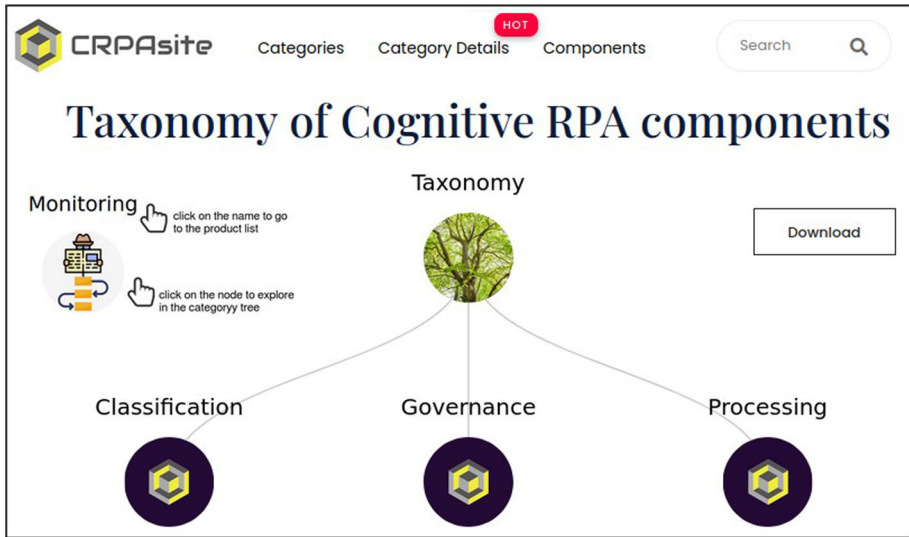 HOT
CRPAsite Categories Category Details Components Search
Taxonomy of Cognitive RPA components
Taxonomy
Monitoring
click on the name to go
to the product list
Download
click on the node to explore
in the categoryy tree
Classification Governance Processing